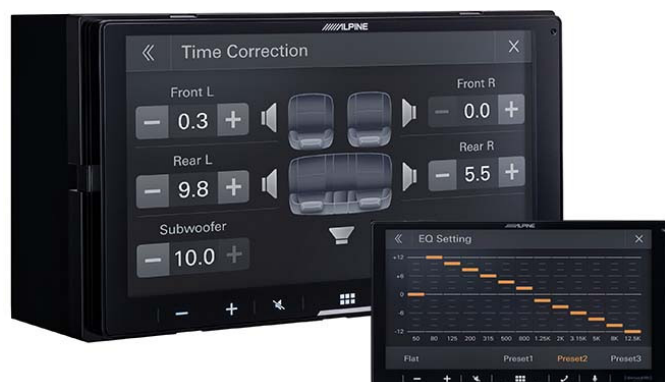 ALPINE
Time Correction X
Front L
− 0.3 +
Front R
− 0.0 +
Rear L
− 9.8 +
Rear R
− 5.5 +
Subwoofer
− 10.0 +
− +
ALPINE
EQ Setting X
+12
+6
0
-6
-12
50 80 125 200 315 500 800 1.25K 2K 3.15K 5K 8K 12.5K
Flat Preset1 Preset2 Preset3
− +